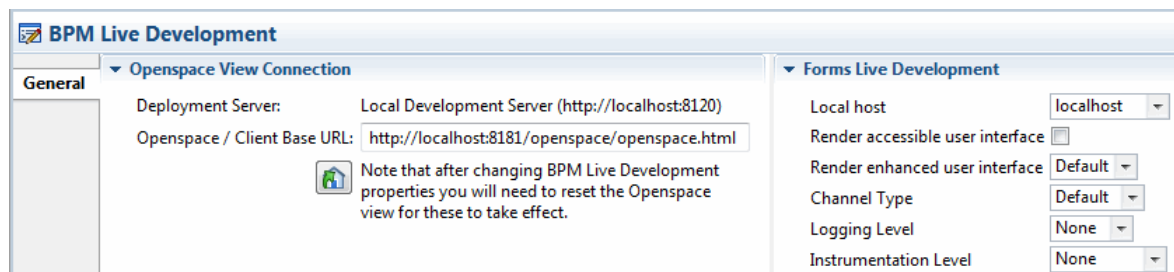 BPM Live Development
General
Openspace View Connection
Deployment Server: Local Development Server (http://localhost:8120)
Openspace / Client Base URL: http://localhost:8181/openspace/openspace.html
Note that after changing BPM Live Development
properties you will need to reset the Openspace
view for these to take effect.
Forms Live Development
Local host localhost
Render accessible user interface
Render enhanced user interface Default
Channel Type Default
Logging Level None
Instrumentation Level None